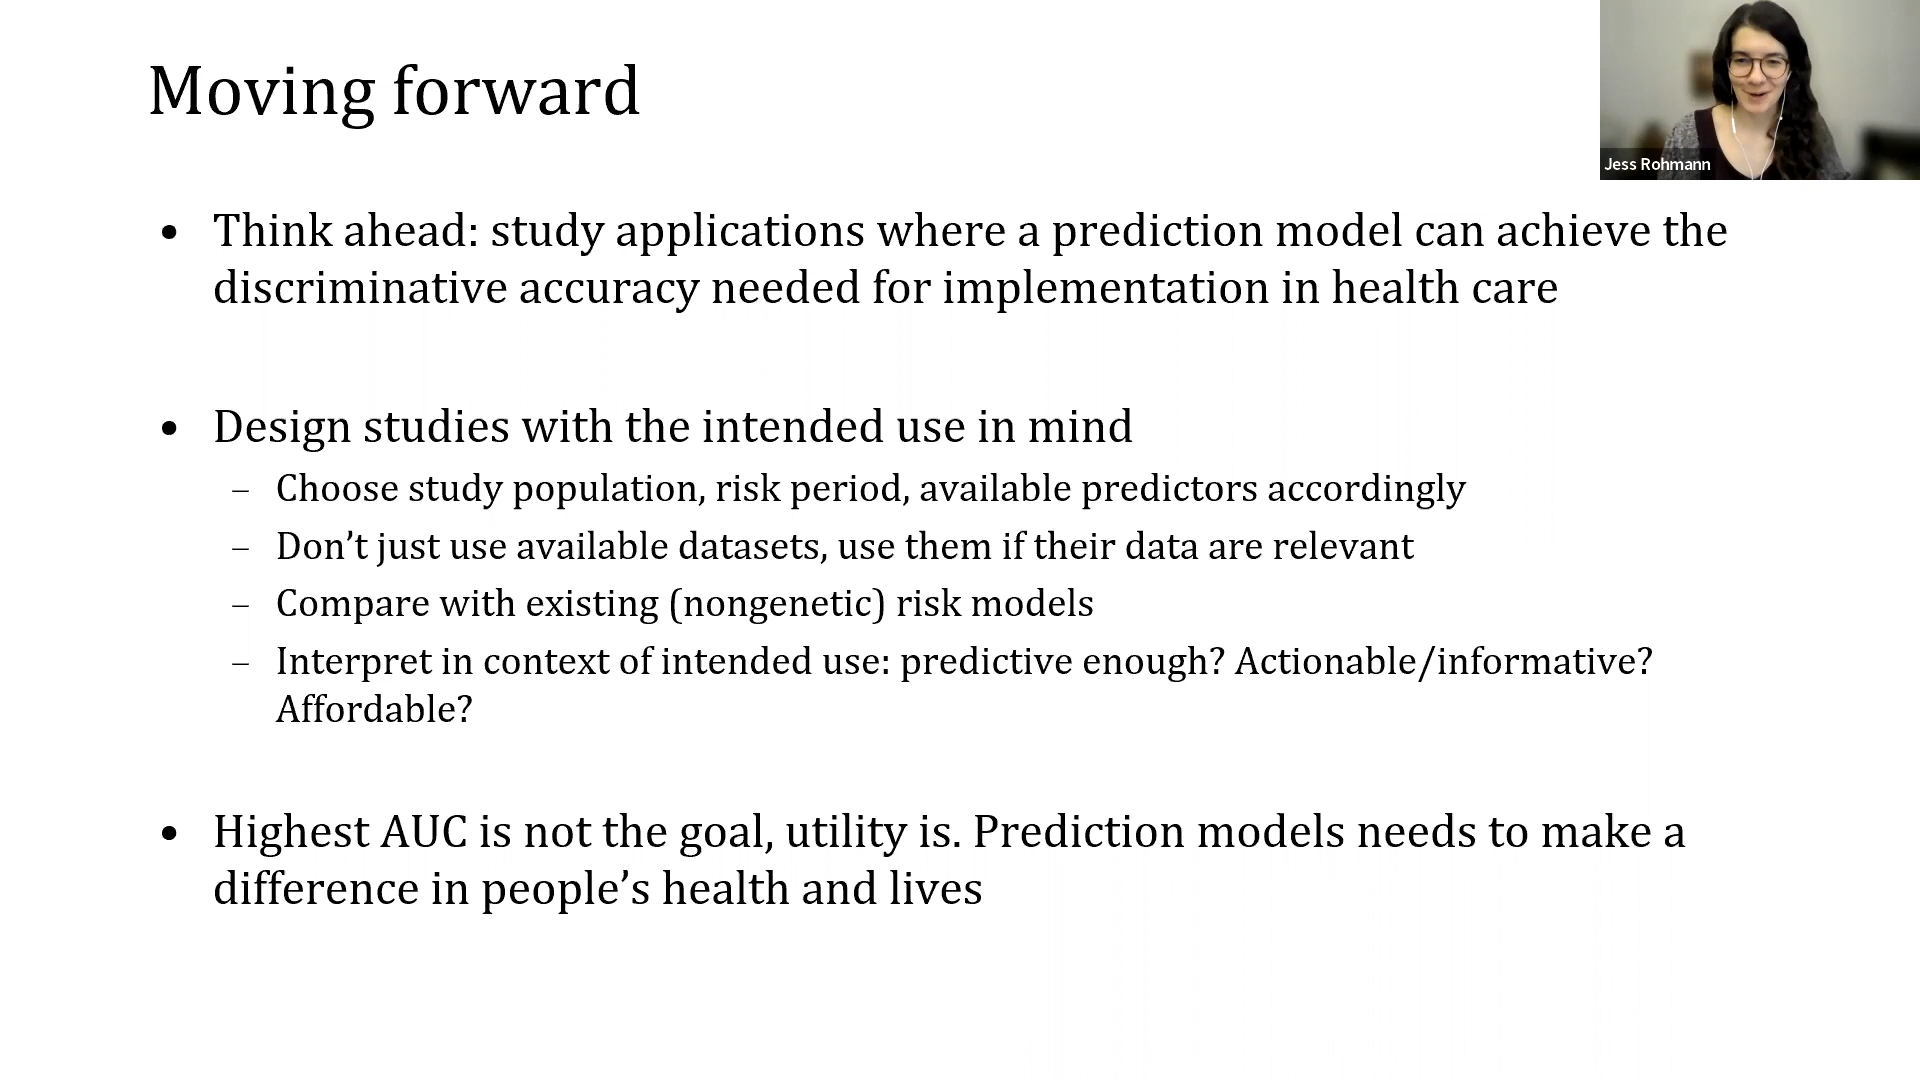 Moving forward
Jess Rohmann
• Think ahead: study applications where a prediction model can achieve the
discriminative accuracy needed for implementation in health care
• Design studies with the intended use in mind
– Choose study population, risk period, available predictors accordingly
– Don’t just use available datasets, use them if their data are relevant
– Compare with existing (nongenetic) risk models
– Interpret in context of intended use: predictive enough? Actionable/informative?
Affordable?
• Highest AUC is not the goal, utility is. Prediction models needs to make a
difference in people’s health and lives